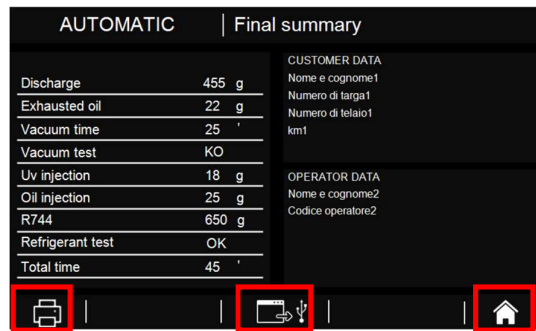 AUTOMATIC Final summary
Discharge 455 g
Exhausted oil 22 g
Vacuum time 25 '
Vacuum test KO
Uv injection 18 g
Oil injection 25 g
R744 650 g
Refrigerant test OK
Total time 45 '
CUSTOMER DATA
Nome e cognome1
Numero di targa1
Numero di telaio1
km1
OPERATOR DATA
Nome e cognome2
Codice operatore2